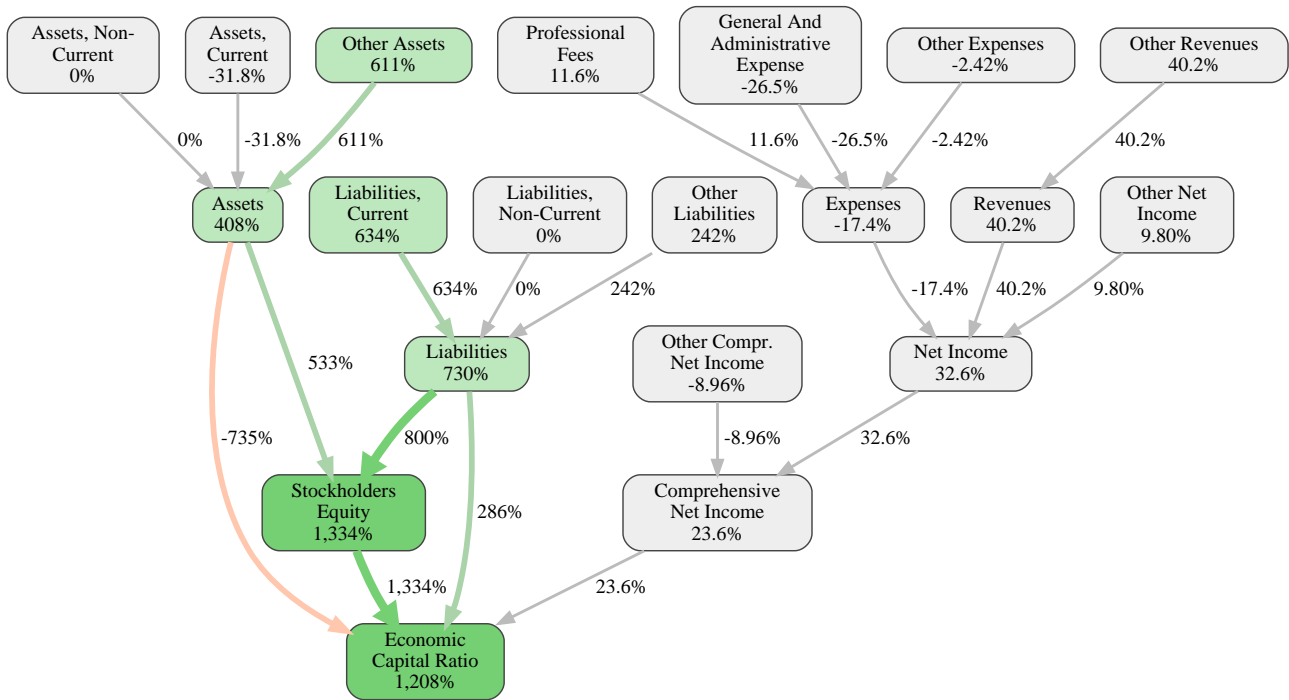 Assets, Non-
Current
0%
Assets,
Current
-31.8%
Other Assets
611%
Professional
Fees
11.6%
General And
Administrative
Expense
-26.5%
Other Expenses
-2.42%
Other Revenues
40.2%
0%
-31.8%
611%
11.6%
-26.5%
-2.42%
40.2%
Assets
408%
Liabilities,
Current
634%
Liabilities,
Non-Current
0%
Other
Liabilities
242%
Expenses
-17.4%
Revenues
40.2%
Other Net
Income
9.80%
634%
0%
242%
-17.4%
40.2%
9.80%
533%
Liabilities
730%
Other Compr.
Net Income
-8.96%
Net Income
32.6%
-735%
800%
-8.96%
32.6%
Stockholders
Equity
1,334%
286%
Comprehensive
Net Income
23.6%
1,334%
23.6%
Economic
Capital Ratio
1,208%